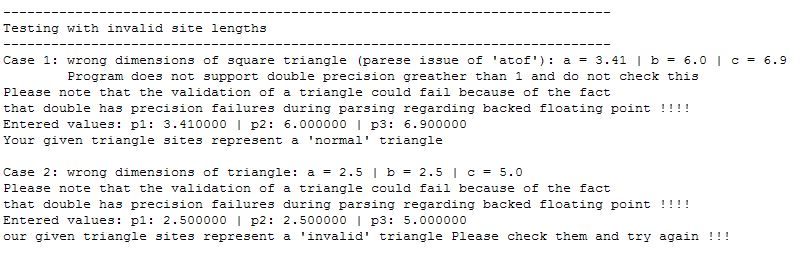 ----------------------------------------------------------------------------
Testing with invalid site lengths
----------------------------------------------------------------------------
Case 1: wrong dimensions of square triangle (parese issue of 'atof'): a = 3.41 | b = 6.0 | c = 6.9
        Program does not support double precision greather than 1 and do not check this
Please note that the validation of a triangle could fail because of the fact
that double has precision failures during parsing regarding backed floating point !!!!
Entered values: p1: 3.410000 | p2: 6.000000 | p3: 6.900000
Your given triangle sites represent a 'normal' triangle

Case 2: wrong dimensions of triangle: a = 2.5 | b = 2.5 | c = 5.0
Please note that the validation of a triangle could fail because of the fact
that double has precision failures during parsing regarding backed floating point !!!!
Entered values: p1: 2.500000 | p2: 2.500000 | p3: 5.000000
our given triangle sites represent a 'invalid' triangle Please check them and try again !!!